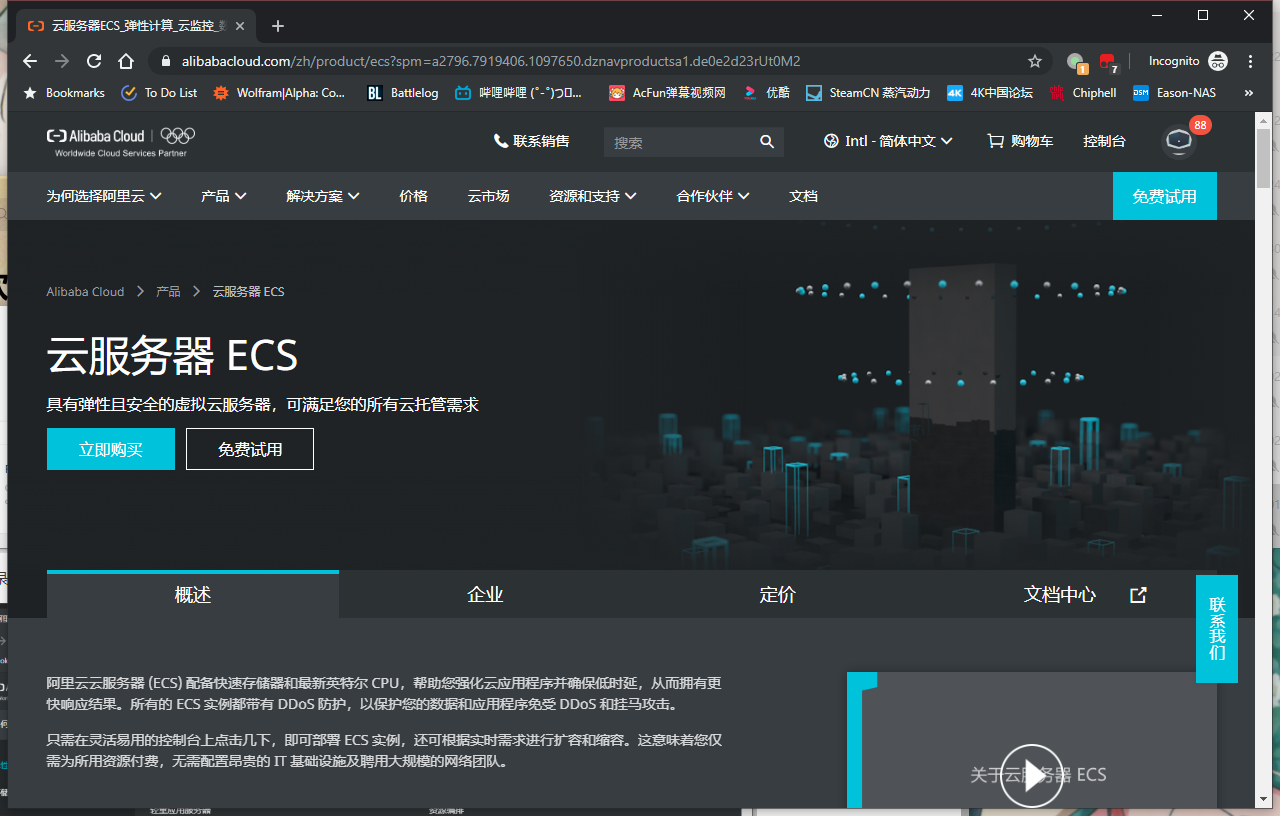 云服务器ECS_弹性计算_云监控_
alibabacloud.com/zh/product/ecs?spm=a2796.7919406.1097650.dznavproductsa1.de0e2d23rUt0M2
1
7
Incognito
Bookmarks
To Do List
Wolfram|Alpha: Co...
BL Battlelog
哔哩哔哩 (゜-゜)つロ...
AcFun弹幕视频网
优酷
SteamCN 蒸汽动力
4K 4K中国论坛
Chiphell
DSM Eason-NAS
»
Alibaba Cloud
Worldwide Cloud Services Partner
联系销售
搜索
Intl - 简体中文
购物车
控制台
88
为何选择阿里云
产品
解决方案
价格
云市场
资源和支持
合作伙伴
文档
免费试用
Alibaba Cloud
产品
云服务器 ECS
云服务器 ECS
具有弹性且安全的虚拟云服务器，可满足您的所有云托管需求
立即购买
免费试用
概述
企业
定价
文档中心
联系我们
阿里云云服务器 (ECS) 配备快速存储器和最新英特尔 CPU，帮助您强化云应用程序并确保低时延，从而拥有更
快响应结果。所有的 ECS 实例都带有 DDoS 防护，以保护您的数据和应用程序免受 DDoS 和挂马攻击。
只需在灵活易用的控制台上点击几下，即可部署 ECS 实例，还可根据实时需求进行扩容和缩容。这意味着您仅
需为所用资源付费，无需配置昂贵的 IT 基础设施及聘用大规模的网络团队。
关于云服务器 ECS
轻量应用服务器
资源编排